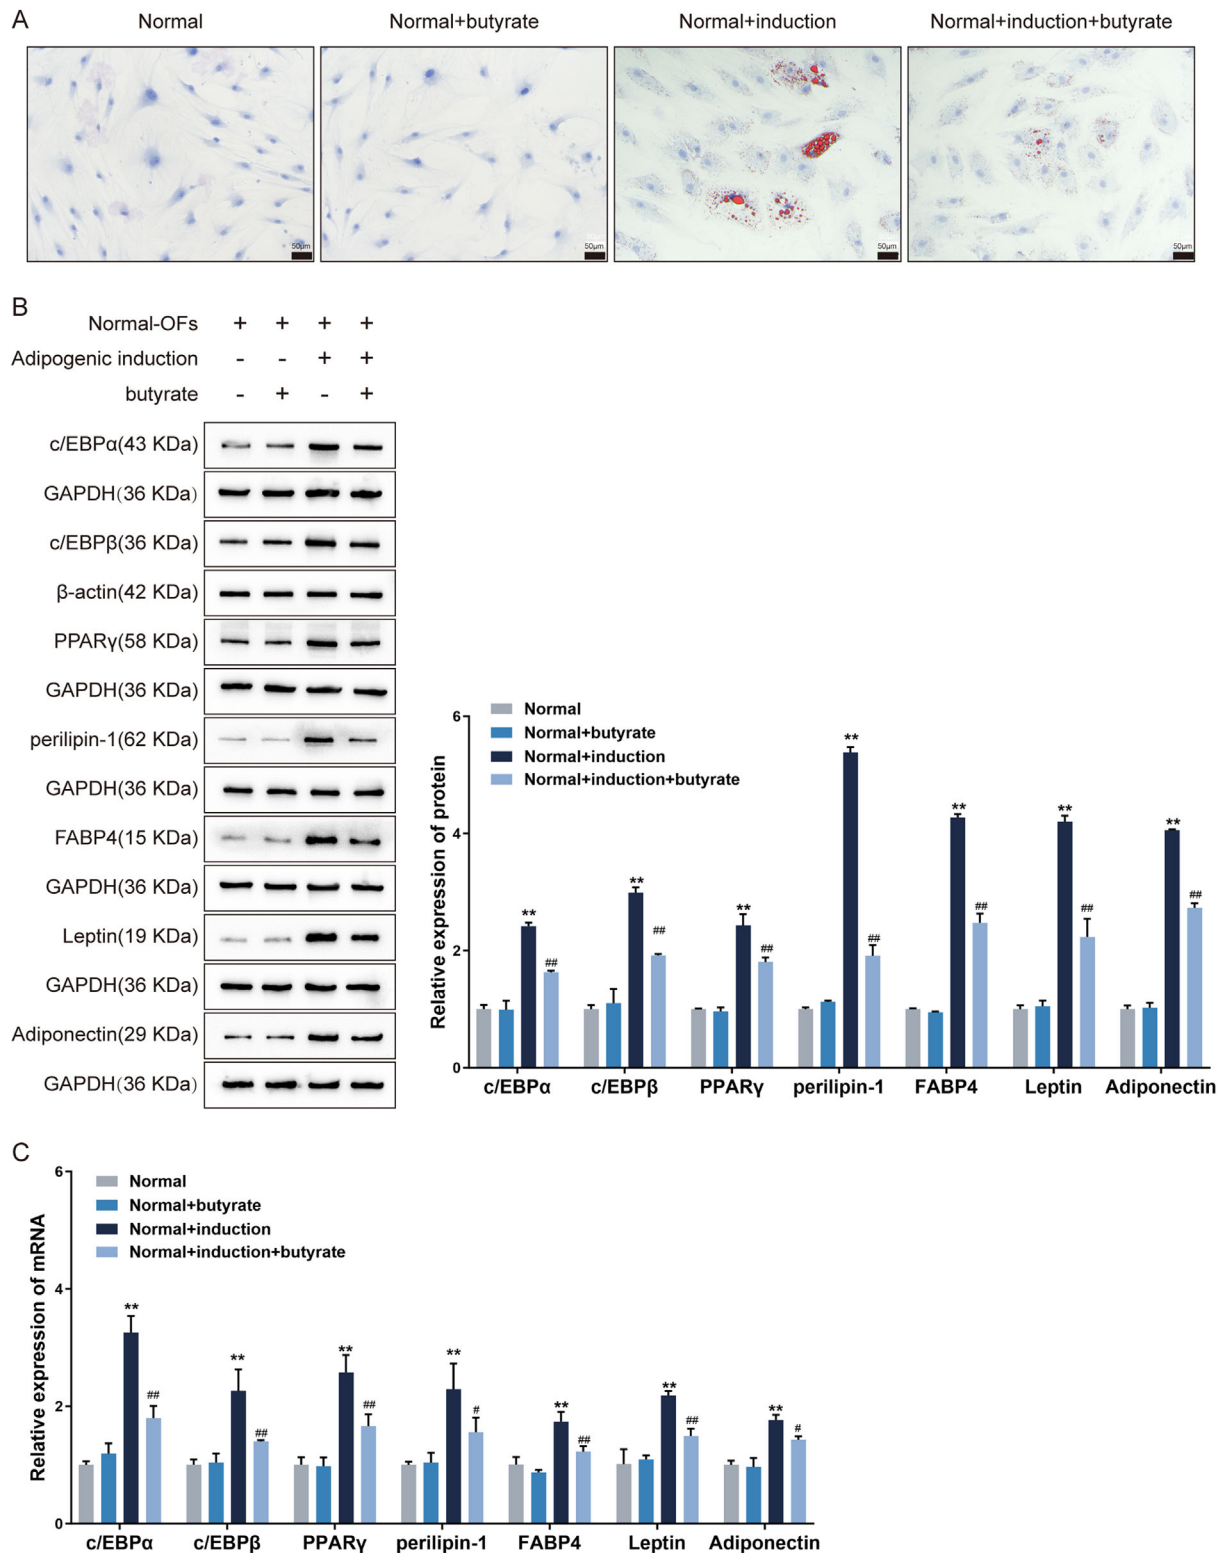 A
Normal
Normal+butyrate
Normal+induction
Normal+induction+butyrate
50μm
50μm
50μm
50μm
B
Normal-OFs + + + +
Adipogenic induction - - + +
butyrate - + - +
c/EBPα(43 KDa)
GAPDH(36 KDa)
c/EBPβ(36 KDa)
β-actin(42 KDa)
PPARγ(58 KDa)
GAPDH(36 KDa)
perilipin-1(62 KDa)
GAPDH(36 KDa)
FABP4(15 KDa)
GAPDH(36 KDa)
Leptin(19 KDa)
GAPDH(36 KDa)
Adiponectin(29 KDa)
GAPDH(36 KDa)
Relative expression of protein
6
4
2
0
Normal
Normal+butyrate
Normal+induction
Normal+induction+butyrate
** ## ** ## ** ## ** ## ** ## ** ## ** ##
c/EBPα c/EBPβ PPARγ perilipin-1 FABP4 Leptin Adiponectin
C
Relative expression of mRNA
6
4
2
0
Normal
Normal+butyrate
Normal+induction
Normal+induction+butyrate
** ## ** ## ** ## ** # ** ## ** ## ** #
c/EBPα c/EBPβ PPARγ perilipin-1 FABP4 Leptin Adiponectin